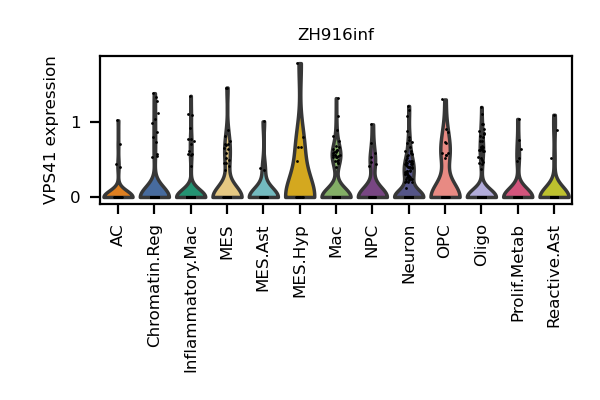 ZH916inf
VPS41 expression
1
0
AC
Chromatin.Reg
Inflammatory.Mac
MES
MES.Ast
MES.Hyp
Mac
NPC
Neuron
OPC
Oligo
Prolif.Metab
Reactive.Ast